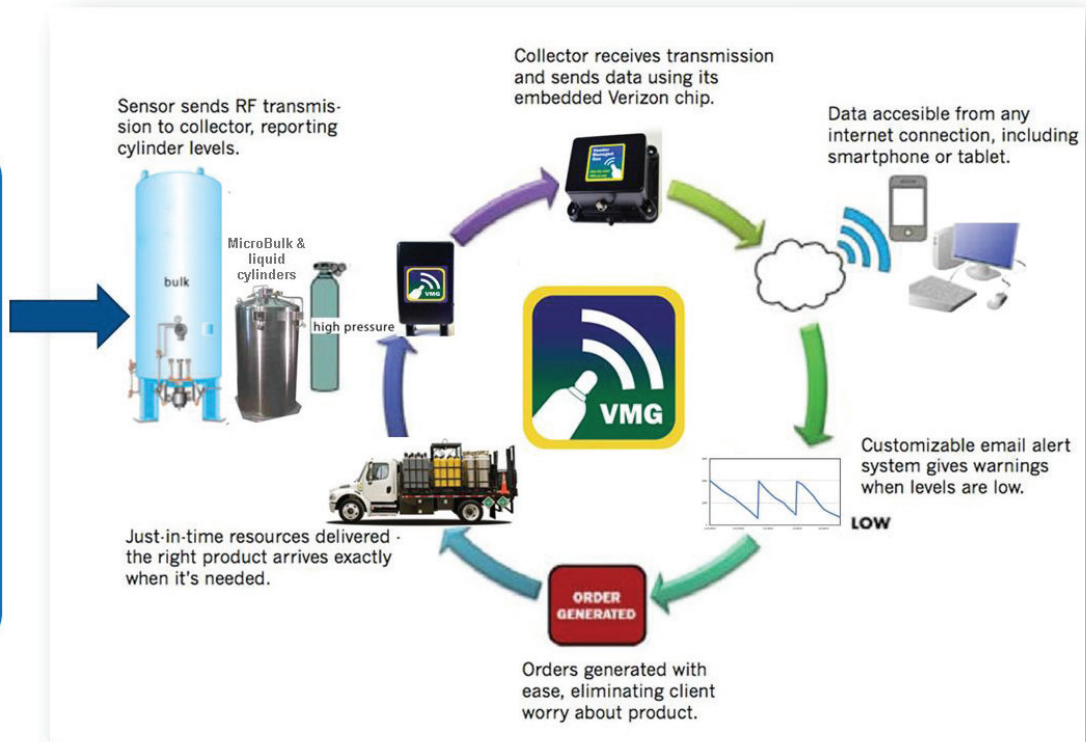 Collector receives transmission
and sends data using its
embedded Verizon chip.
Sensor sends RF transmis-
sion to collector, reporting
cylinder levels.
Data accesible from any
internet connection, including
smartphone or tablet.
bulk
MicroBulk &
liquid
cylinders
high pressure
VMG
VMG
Customizable email alert
system gives warnings
when levels are low.
LOW
Just-in-time resources delivered -
the right product arrives exactly
when it's needed.
ORDER
GENERATED
Orders generated with
ease, eliminating client
worry about product.